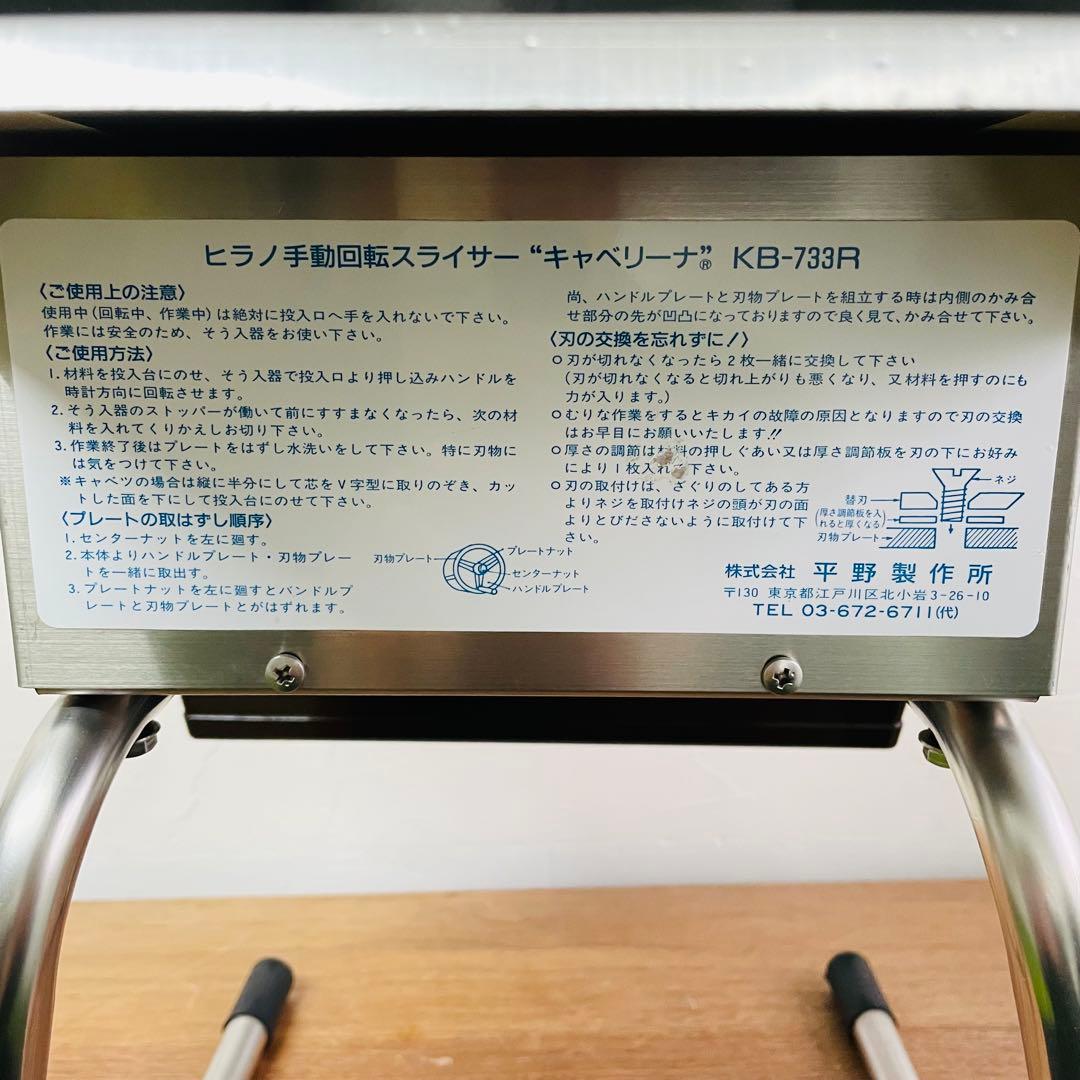 ヒラノ手動回転スライサー“キャベリーナ”® KB-733R
〈ご使用上の注意〉
使用中(回転中、作業中)は絶対に投入口へ手を入れないで下さい。
作業には安全のため、そう入器をお使い下さい。
〈ご使用方法〉
1. 材料を投入台にのせ、そう入器で投入口より押し込みハンドルを
時計方向に回転させます。
2. そう入器のストッパーが働いて前にすすまなくなったら、次の材
料を入れてくりかえしお切り下さい。
3. 作業終了後はプレートをはずし水洗いをして下さい。特に刃物に
は気をつけて下さい。
※キャベツの場合は縦に半分にして芯をV字型に取りのぞき、カッ
トした面を下にして投入台にのせて下さい。
〈プレートの取はずし順序〉
1. センターナットを左に廻す。
2. 本体よりハンドルプレート・刃物プレー
トを一緒に取出す。
3. プレートナットを左に廻すとハンドルプ
レートと刃物プレートとがはずれます。
刃物プレート
プレートナット
センターナット
ハンドルプレート
尚、ハンドルプレートと刃物プレートを組立する時は内側のかみ合
せ部分の先が凹凸になっておりますので良く見て、かみ合せて下さい。
〈刃の交換を忘れずに!〉
○刃が切れなくなったら2枚一緒に交換して下さい
(刃が切れなくなると切れ上がりも悪くなり、又材料を押すのにも
力が入ります。)
○むりな作業をするとキカイの故障の原因となりますので刃の交換
はお早目にお願いいたします!!
○厚さの調節は材料の押しぐあい又は厚さ調節板を刃の下にお好み
により1枚入れ下さい。
○刃の取付けは、ざぐりのしてある方
よりネジを取付けネジの頭が刃の面
よりとびださないように取付けて下
さい。
ネジ
替刃
(厚さ調節板を入
れると厚くなる)
刃物プレート
株式会社 平野製作所
〒130 東京都江戸川区北小岩3-26-10
TEL 03-672-6711(代)